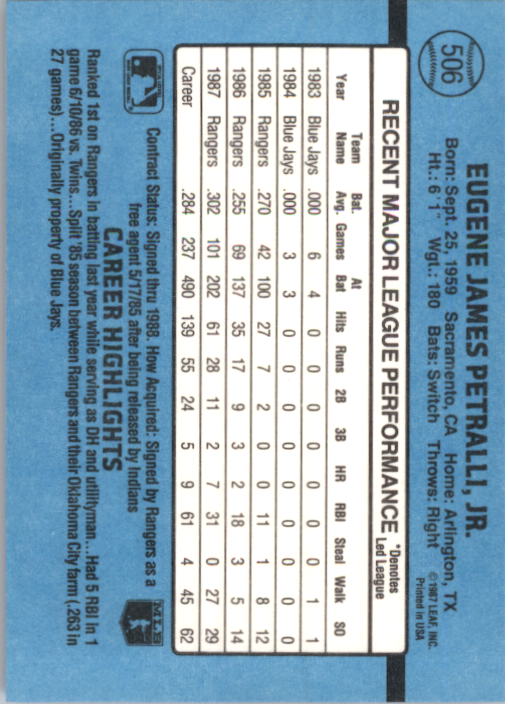 506
EUGENE JAMES PETRALLI, JR.
Born: Sept. 25, 1959 Sacramento, CA Home: Arlington, TX
Ht.: 6'1" Wgt.: 180 Bats: Switch Throws: Right
© 1987 LEAF, INC.
Printed in USA
RECENT MAJOR LEAGUE PERFORMANCE *Denotes Led League
Year Team Name Bat. Avg. Games At Bat Hits Runs 2B 3B HR RBI Steal Walk SO
1983 Blue Jays .000 6 4 0 0 0 0 0 0 0 1 1
1984 Blue Jays .000 3 3 0 0 0 0 0 0 0 0 0
1985 Rangers .270 42 100 27 7 2 0 0 11 1 8 12
1986 Rangers .255 69 137 35 17 9 3 2 18 3 5 14
1987 Rangers .302 101 202 61 28 11 2 7 31 0 27 29
Career .284 237 490 139 55 24 5 9 61 4 45 62
Contract Status: Signed thru 1988. How Acquired: Signed by Rangers as a
free agent 5/17/85 after being released by Indians
MLB
CAREER HIGHLIGHTS
Ranked 1st on Rangers in batting last year while serving as DH and utilityman...Had 5 RBI in 1
game 6/10/86 vs. Twins...Split '85 season between Rangers and their Oklahoma City farm (.263 in
27 games)...Originally property of Blue Jays.